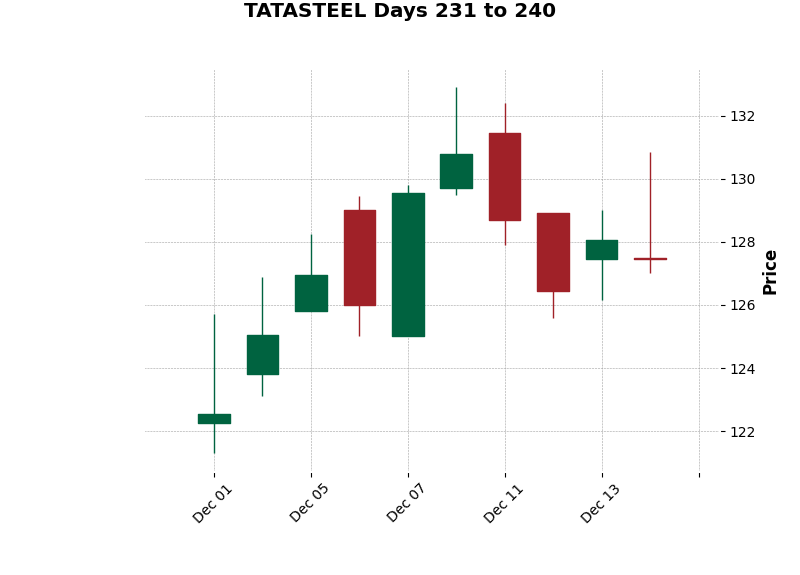 TATASTEEL Days 231 to 240
132
130
128
126
124
122
Price
Dec 01
Dec 05
Dec 07
Dec 11
Dec 13